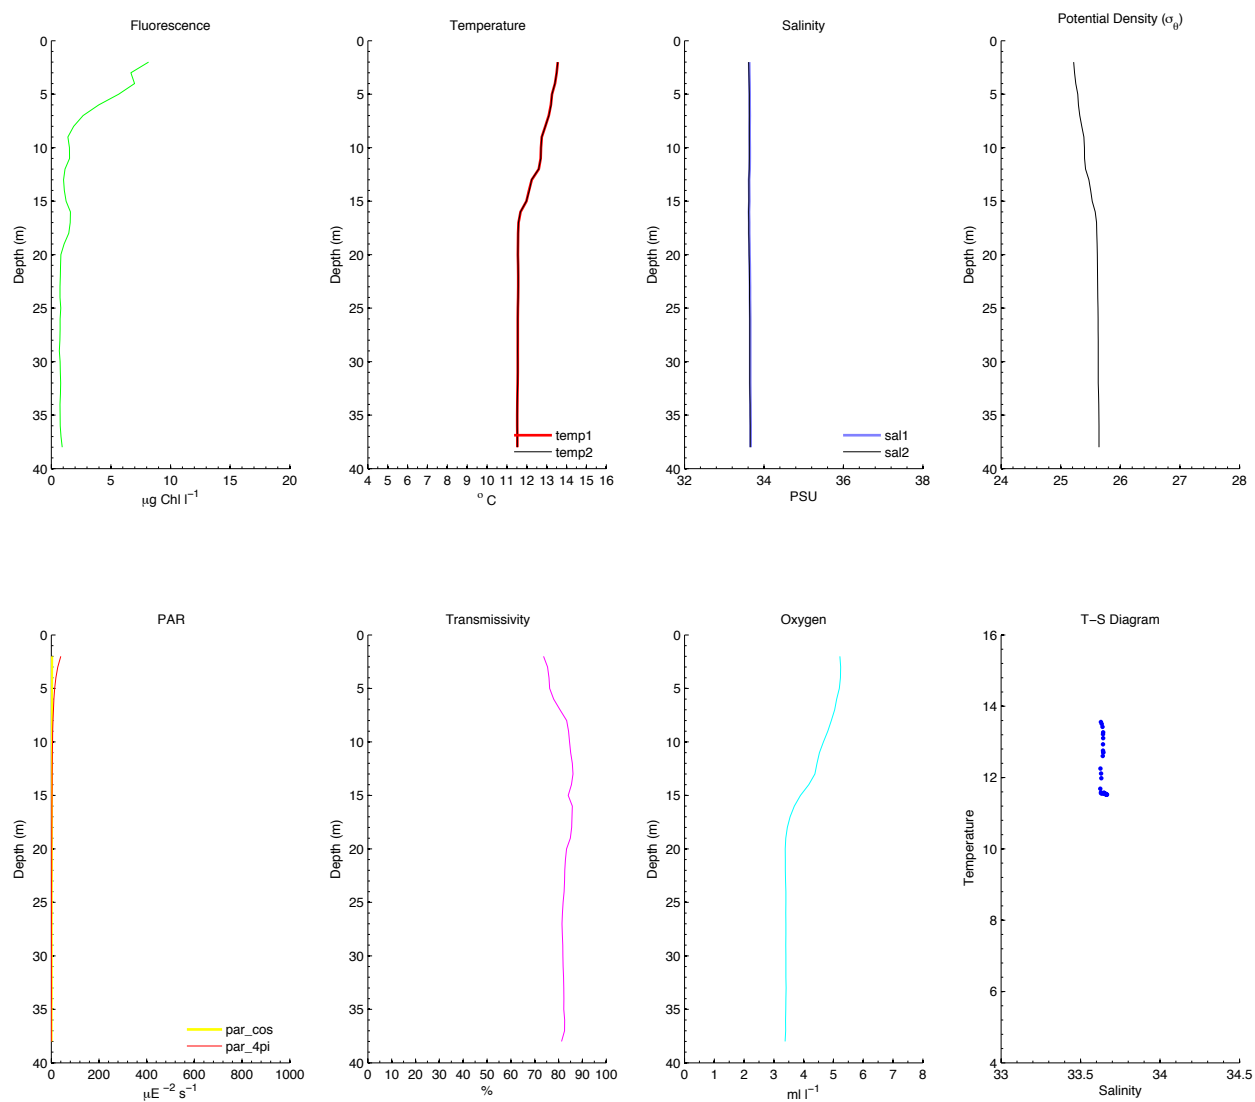 Fluorescence
0
5
10
15
20
25
30
35
40
Depth (m)
0 5 10 15 20
μg Chl l⁻¹
Temperature
0
5
10
15
20
25
30
35
40
Depth (m)
temp1
temp2
4 5 6 7 8 9 10 11 12 13 14 15 16
° C
Salinity
0
5
10
15
20
25
30
35
40
Depth (m)
sal1
sal2
32 34 36 38
PSU
Potential Density (σ_θ)
0
5
10
15
20
25
30
35
40
Depth (m)
24 25 26 27 28
PAR
0
5
10
15
20
25
30
35
40
Depth (m)
par_cos
par_4pi
0 200 400 600 800 1000
μE ⁻² s⁻¹
Transmissivity
0
5
10
15
20
25
30
35
40
Depth (m)
0 10 20 30 40 50 60 70 80 90 100
%
Oxygen
0
5
10
15
20
25
30
35
40
Depth (m)
0 1 2 3 4 5 6 7 8
ml l⁻¹
T−S Diagram
16
14
12
10
8
6
4
Temperature
33 33.5 34 34.5
Salinity